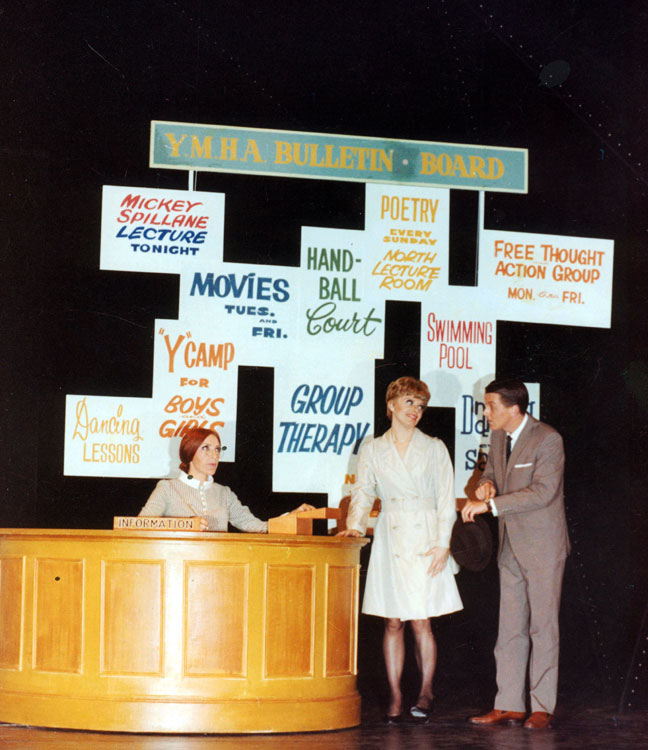 Y.M.H.A. BULLETIN · BOARD
MICKEY
SPILLANE
LECTURE
TONIGHT
POETRY
EVERY
SUNDAY
NORTH
LECTURE
ROOM
FREE THOUGHT
ACTION GROUP
MON. AND FRI.
MOVIES
TUES.
AND
FRI.
HAND-
BALL
Court
SWIMMING
POOL
"Y" CAMP
FOR
BOYS
GIRLS
GROUP
THERAPY
Dancing
LESSONS
INFORMATION